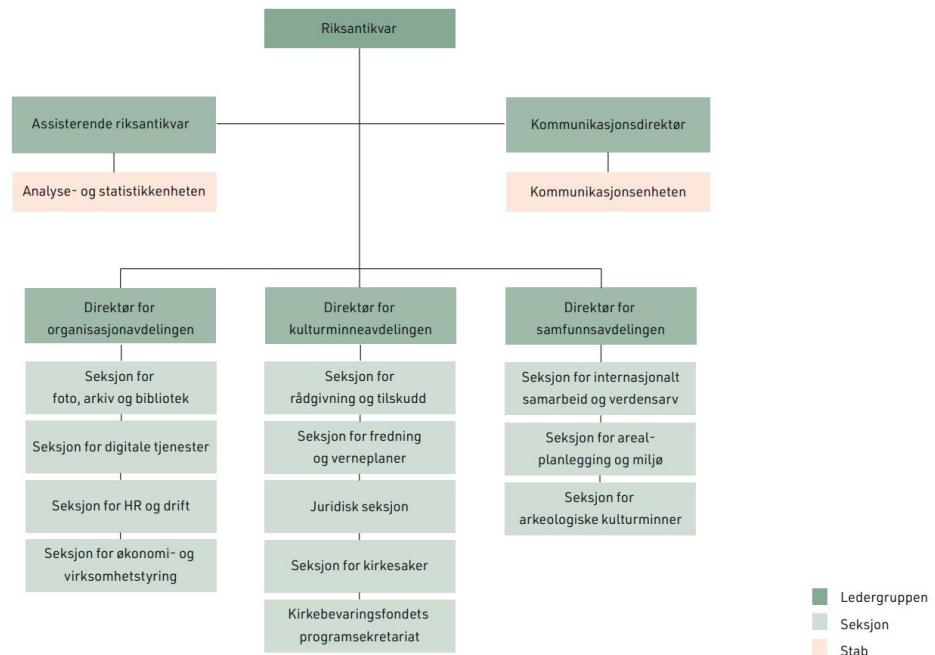 Riksantikvar
Assisterende riksantikvar
Kommunikasjonsdirektør
Analyse- og statistikkenheten
Kommunikasjonsenheten
Direktør for
organisasjonavdelingen
Seksjon for
foto, arkiv og bibliotek
Seksjon for digitale tjenester
Seksjon for HR og drift
Seksjon for økonomi- og
virksomhetstyring
Direktør for
kulturminneavdelingen
Seksjon for
rådgivning og tilskudd
Seksjon for fredning
og verneplaner
Juridisk seksjon
Seksjon for kirkesaker
Kirkebevaringsfondets
programsekretariat
Direktør for
samfunnsavdelingen
Seksjon for internasjonalt
samarbeid og verdensarv
Seksjon for areal-
planlegging og miljø
Seksjon for
arkeologiske kulturminner
Ledergruppen
Seksjon
Stab